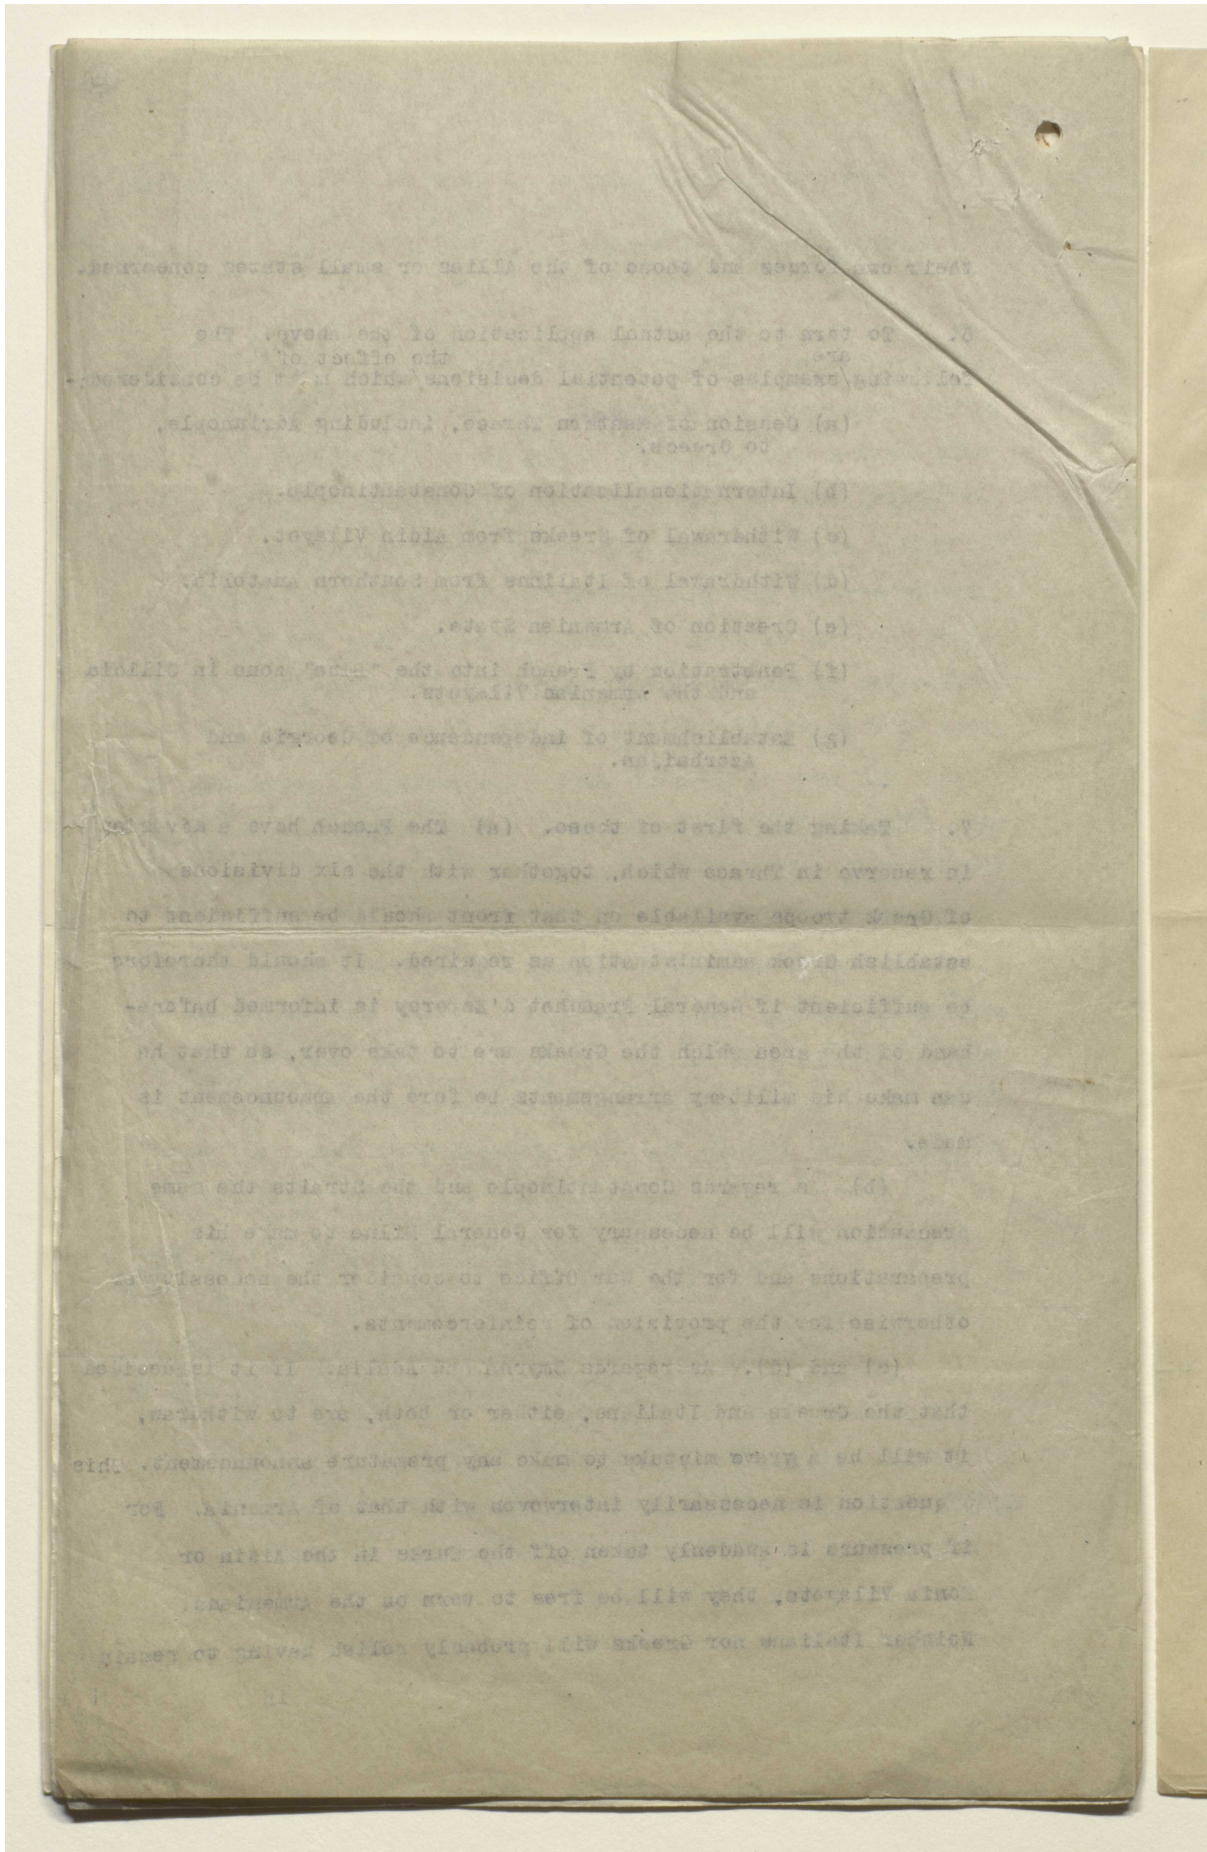 their own forces and those of the Allies or small states concerned.
6. To turn to the actual application of the above. The
are the effect of
following/examples of potential decisions/which must be considered:-
(a) Cession of Thrace, including Adrianople,
to Greece.
(b) Internationalisation of Constantinople.
(c) Withdrawal of Greeks from Aidin Vilayet.
(d) Withdrawal of Italians from Southern Anatolia.
(e) Creation of Armenian State.
(f) Penetration by French into the "Blue" zone in Cilicia
and the Armenian Vilayets.
(g) Establishment of independence of Georgia and
Azerbaijan.
7. Taking the first of these. (a) The French have a division
in reserve in Thrace which, together with the six divisions
of Greek troops available on that front should be sufficient to
establish Greek administration as required. It should therefore
be sufficient if General Franchet d'Esperey is informed before-
hand of the area which the Greeks are to take over, so that he
can make his military arrangements before the announcement is
made.
(b) As regards Constantinople and the Straits the same
precaution will be necessary for General Milne to make his
preparations and for the War Office to consider the necessity or
otherwise for the provision of reinforcements.
(c) and (d). As regards Smyrna and Adalia. If it is decided
that the Greeks and Italians, either or both, are to withdraw,
it will be a grave mistake to make any premature announcement. This
question is necessarily interwoven with that of Armenia. For
if pressure is suddenly taken off the Turks in the Aidin or
Konia Vilayets, they will be free to turn on the Armenians.
Neither Italians nor Greeks will probably relish having to remain
in